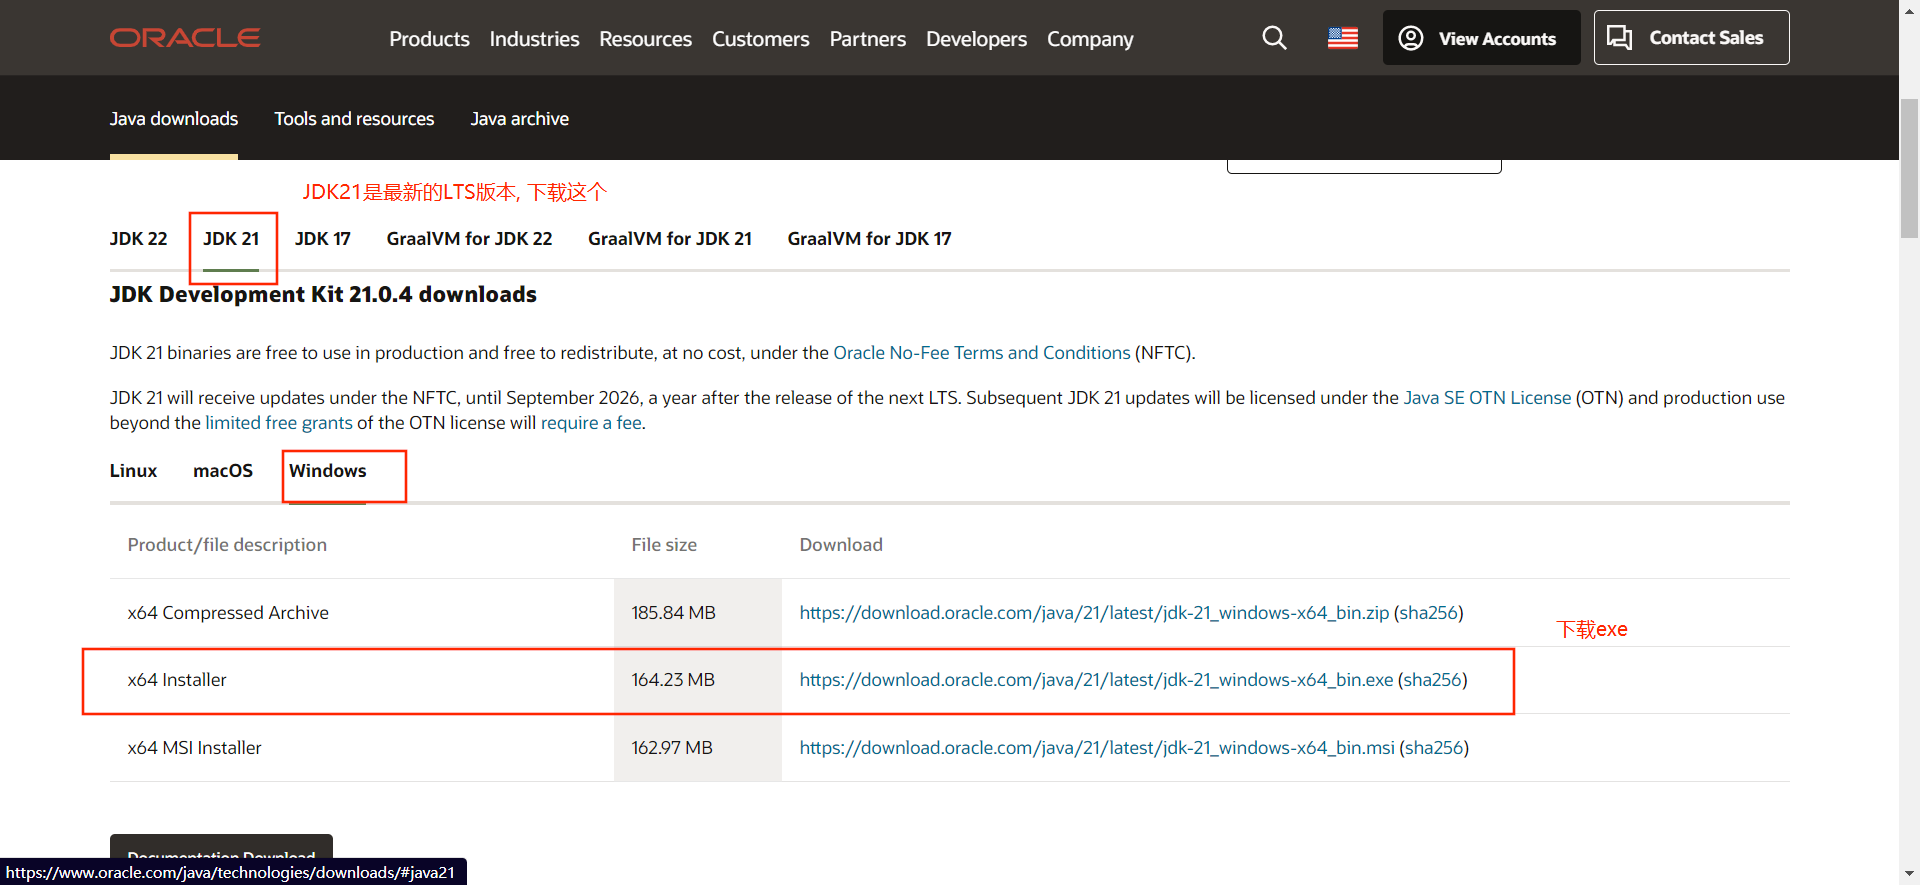 ORACLE
Products Industries Resources Customers Partners Developers Company
View Accounts
Contact Sales
Java downloads Tools and resources Java archive
JDK21是最新的LTS版本, 下载这个
JDK 22 JDK 21 JDK 17 GraalVM for JDK 22 GraalVM for JDK 21 GraalVM for JDK 17
JDK Development Kit 21.0.4 downloads
JDK 21 binaries are free to use in production and free to redistribute, at no cost, under the Oracle No-Fee Terms and Conditions (NFTC).
JDK 21 will receive updates under the NFTC, until September 2026, a year after the release of the next LTS. Subsequent JDK 21 updates will be licensed under the Java SE OTN License (OTN) and production use
beyond the limited free grants of the OTN license will require a fee.
Linux macOS Windows
Product/file description File size Download
x64 Compressed Archive 185.84 MB https://download.oracle.com/java/21/latest/jdk-21_windows-x64_bin.zip (sha256)
下载exe
x64 Installer 164.23 MB https://download.oracle.com/java/21/latest/jdk-21_windows-x64_bin.exe (sha256)
x64 MSI Installer 162.97 MB https://download.oracle.com/java/21/latest/jdk-21_windows-x64_bin.msi (sha256)
Documentation Download
https://www.oracle.com/java/technologies/downloads/#java21